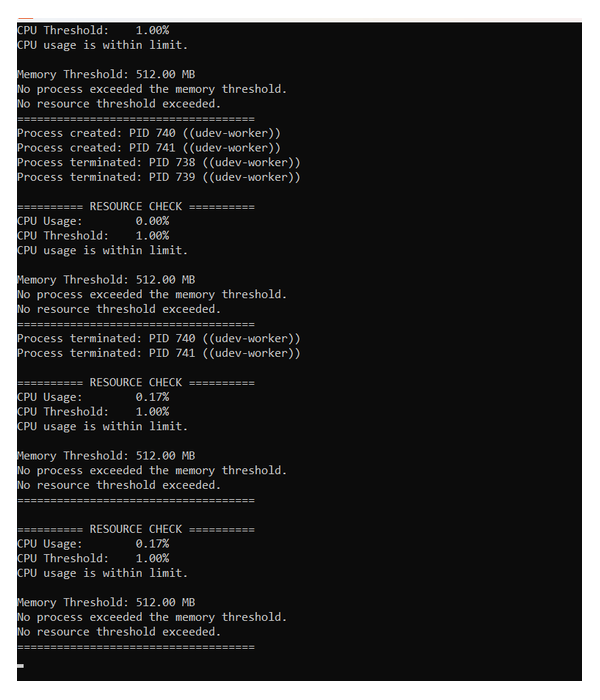 CPU Threshold:    1.00%
CPU usage is within limit.
Memory Threshold: 512.00 MB
No process exceeded the memory threshold.
No resource threshold exceeded.
====================================
Process created: PID 740 ((udev-worker))
Process created: PID 741 ((udev-worker))
Process terminated: PID 738 ((udev-worker))
Process terminated: PID 739 ((udev-worker))
========== RESOURCE CHECK ==========
CPU Usage:        0.00%
CPU Threshold:    1.00%
CPU usage is within limit.
Memory Threshold: 512.00 MB
No process exceeded the memory threshold.
No resource threshold exceeded.
====================================
Process terminated: PID 740 ((udev-worker))
Process terminated: PID 741 ((udev-worker))
========== RESOURCE CHECK ==========
CPU Usage:        0.17%
CPU Threshold:    1.00%
CPU usage is within limit.
Memory Threshold: 512.00 MB
No process exceeded the memory threshold.
No resource threshold exceeded.
====================================
========== RESOURCE CHECK ==========
CPU Usage:        0.17%
CPU Threshold:    1.00%
CPU usage is within limit.
Memory Threshold: 512.00 MB
No process exceeded the memory threshold.
No resource threshold exceeded.
====================================